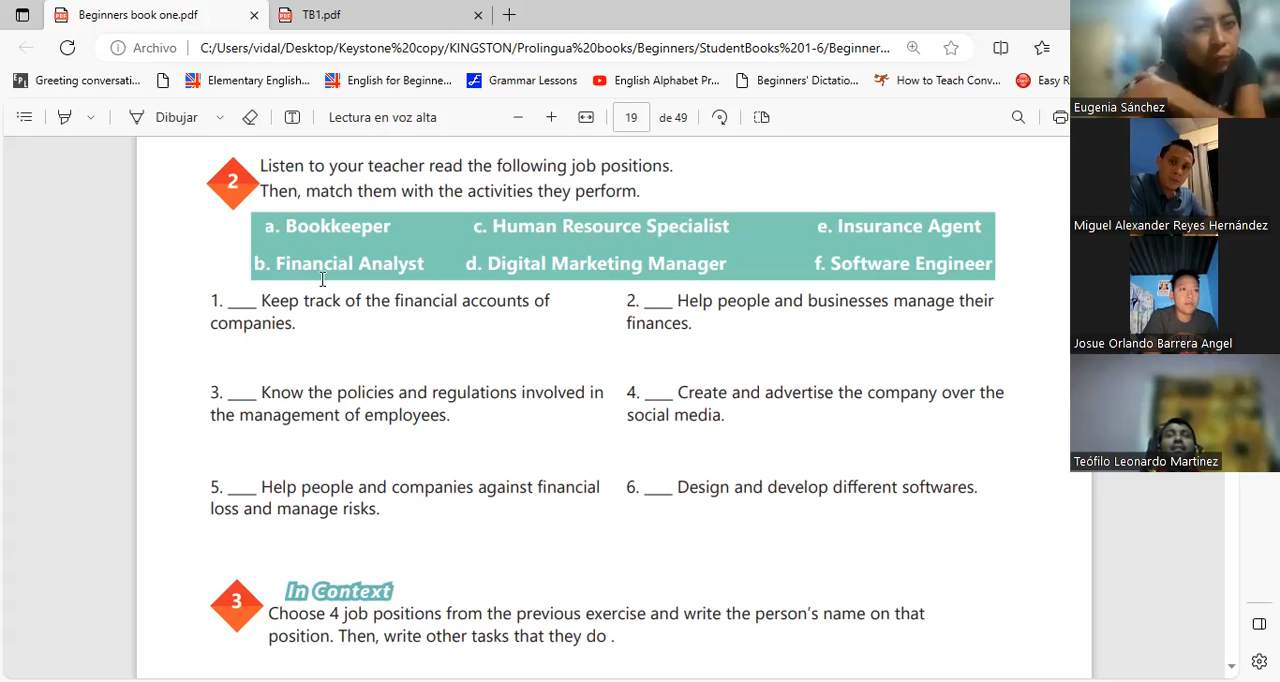 Beginners book one.pdf
TB1.pdf
Archivo
C:/Users/vidal/Desktop/Keystone%20copy/KINGSTON/Prolingua%20books/Beginners/StudentBooks%201-6/Beginner...
Greeting conversati...
Elementary English...
English for Beginne...
Grammar Lessons
English Alphabet Pr...
Beginners' Dictatio...
How to Teach Conv...
Easy R
Dibujar
Lectura en voz alta
19
de 49
2
Listen to your teacher read the following job positions.
Then, match them with the activities they perform.
a. Bookkeeper c. Human Resource Specialist e. Insurance Agent
b. Financial Analyst d. Digital Marketing Manager f. Software Engineer
1. ___ Keep track of the financial accounts of
companies.
2. ___ Help people and businesses manage their
finances.
3. ___ Know the policies and regulations involved in
the management of employees.
4. ___ Create and advertise the company over the
social media.
5. ___ Help people and companies against financial
loss and manage risks.
6. ___ Design and develop different softwares.
3
In Context
Choose 4 job positions from the previous exercise and write the person's name on that
position. Then, write other tasks that they do .
Eugenia Sánchez
Miguel Alexander Reyes Hernández
Josue Orlando Barrera Angel
Teófilo Leonardo Martinez